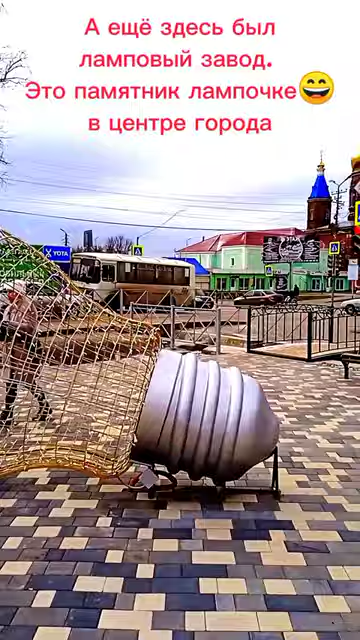 А ещё здесь был
ламповый завод.
Это памятник лампочке😄
в центре города
YOTA